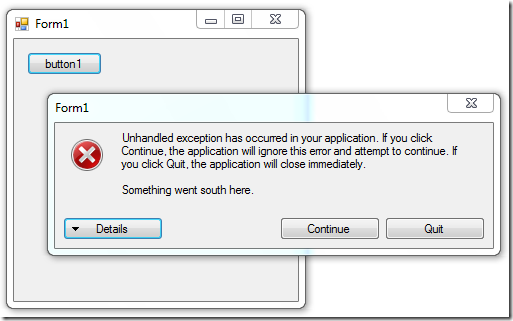 Form1
button1
Form1
Unhandled exception has occurred in your application. If you click
Continue, the application will ignore this error and attempt to continue. If
you click Quit, the application will close immediately.
Something went south here.
Details
Continue
Quit